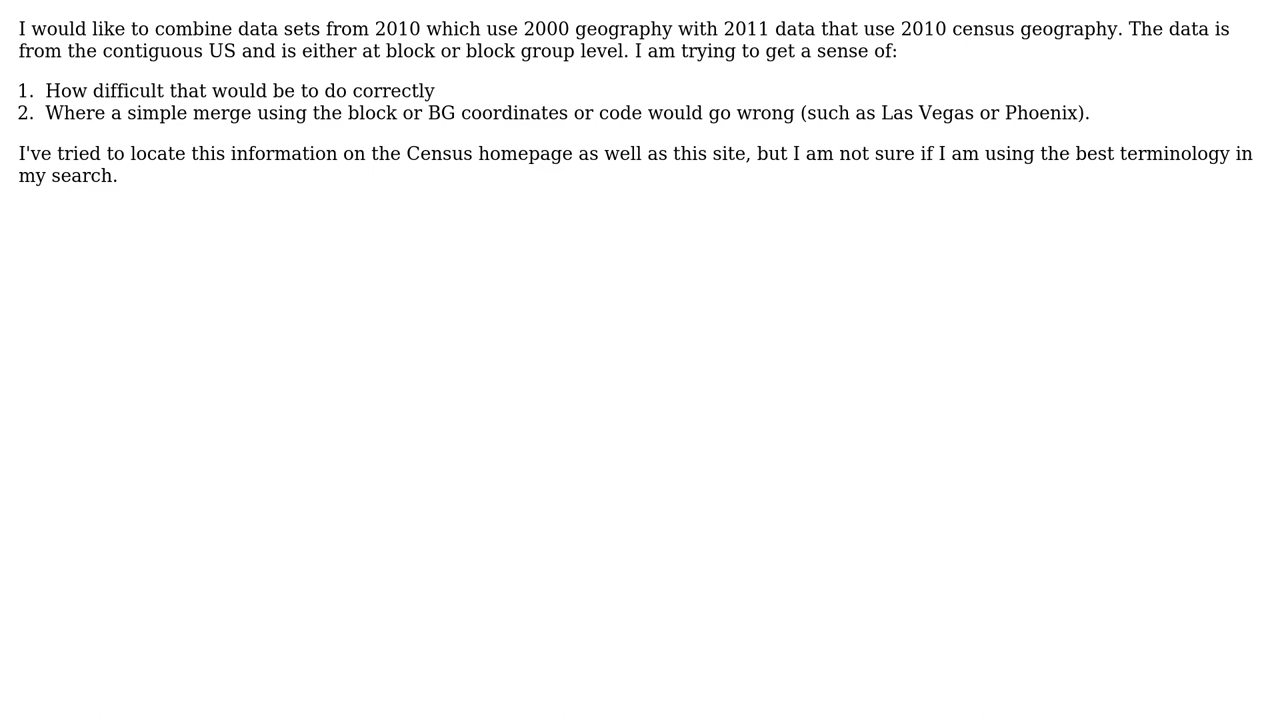 I would like to combine data sets from 2010 which use 2000 geography with 2011 data that use 2010 census geography. The data is
from the contiguous US and is either at block or block group level. I am trying to get a sense of:
1. How difficult that would be to do correctly
2. Where a simple merge using the block or BG coordinates or code would go wrong (such as Las Vegas or Phoenix).
I've tried to locate this information on the Census homepage as well as this site, but I am not sure if I am using the best terminology in
my search.